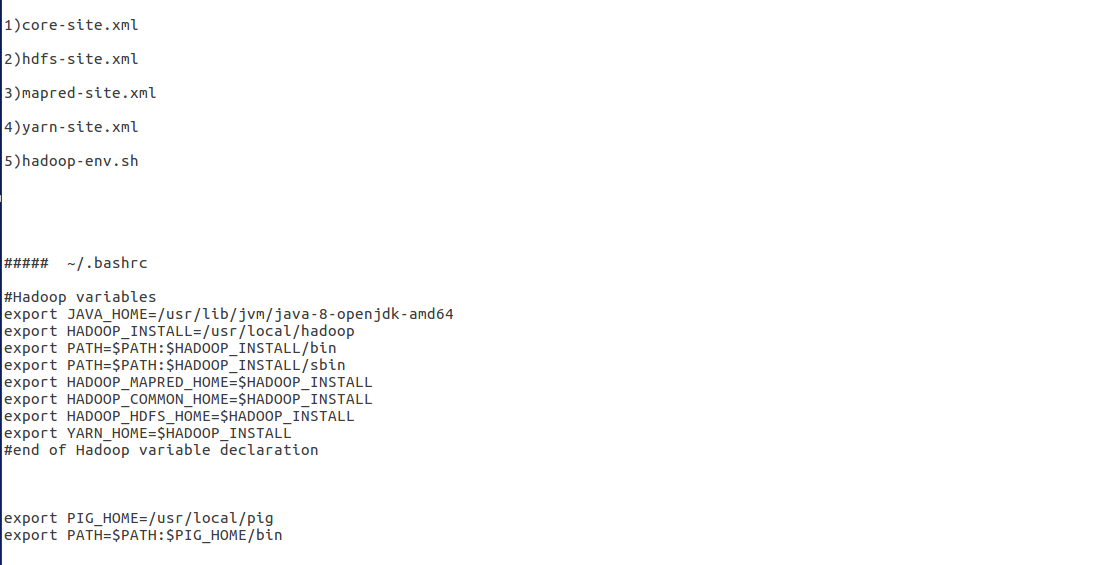 1)core-site.xml
2)hdfs-site.xml
3)mapred-site.xml
4)yarn-site.xml
5)hadoop-env.sh
#####  ~/.bashrc
#Hadoop variables
export JAVA_HOME=/usr/lib/jvm/java-8-openjdk-amd64
export HADOOP_INSTALL=/usr/local/hadoop
export PATH=$PATH:$HADOOP_INSTALL/bin
export PATH=$PATH:$HADOOP_INSTALL/sbin
export HADOOP_MAPRED_HOME=$HADOOP_INSTALL
export HADOOP_COMMON_HOME=$HADOOP_INSTALL
export HADOOP_HDFS_HOME=$HADOOP_INSTALL
export YARN_HOME=$HADOOP_INSTALL
#end of Hadoop variable declaration
export PIG_HOME=/usr/local/pig
export PATH=$PATH:$PIG_HOME/bin